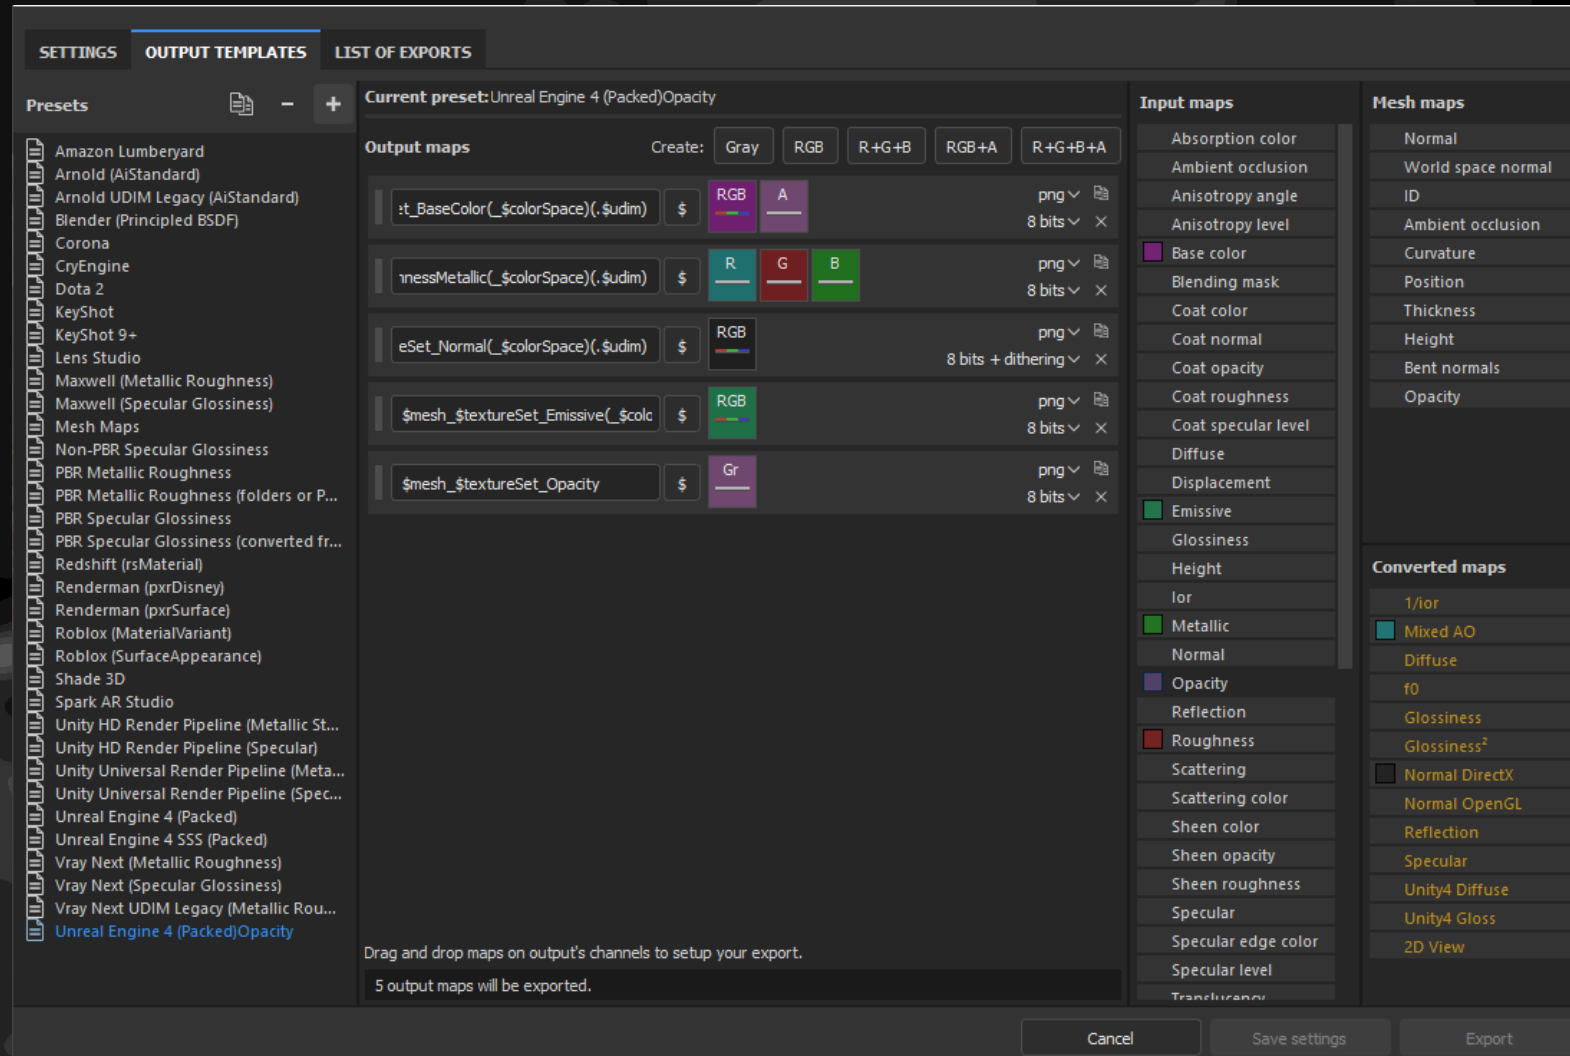 SETTINGS
OUTPUT TEMPLATES
LIST OF EXPORTS
Presets
Amazon Lumberyard
Arnold (AiStandard)
Arnold UDIM Legacy (AiStandard)
Blender (Principled BSDF)
Corona
CryEngine
Dota 2
KeyShot
KeyShot 9+
Lens Studio
Maxwell (Metallic Roughness)
Maxwell (Specular Glossiness)
Mesh Maps
Non-PBR Specular Glossiness
PBR Metallic Roughness
PBR Metallic Roughness (folders or P...
PBR Specular Glossiness
PBR Specular Glossiness (converted fr...
Redshift (rsMaterial)
Renderman (pxrDisney)
Renderman (pxrSurface)
Roblox (MaterialVariant)
Roblox (SurfaceAppearance)
Shade 3D
Spark AR Studio
Unity HD Render Pipeline (Metallic St...
Unity HD Render Pipeline (Specular)
Unity Universal Render Pipeline (Meta...
Unity Universal Render Pipeline (Spec...
Unreal Engine 4 (Packed)
Unreal Engine 4 SSS (Packed)
Vray Next (Metallic Roughness)
Vray Next (Specular Glossiness)
Vray Next UDIM Legacy (Metallic Rou...
Unreal Engine 4 (Packed)Opacity
Current preset: Unreal Engine 4 (Packed)Opacity
Output maps Create: Gray RGB R+G+B RGB+A R+G+B+A
et_BaseColor(_$colorSpace)(.$udim) $ RGB A png
8 bits
nnessMetallic(_$colorSpace)(.$udim) $ R G B png
8 bits
eSet_Normal(_$colorSpace)(.$udim) $ RGB png
8 bits + dithering
$mesh_$textureSet_Emissive(_$colc $ RGB png
8 bits
$mesh_$textureSet_Opacity $ Gr png
8 bits
Drag and drop maps on output's channels to setup your export.
5 output maps will be exported.
Input maps
Absorption color
Ambient occlusion
Anisotropy angle
Anisotropy level
Base color
Blending mask
Coat color
Coat normal
Coat opacity
Coat roughness
Coat specular level
Diffuse
Displacement
Emissive
Glossiness
Height
Ior
Metallic
Normal
Opacity
Reflection
Roughness
Scattering
Scattering color
Sheen color
Sheen opacity
Sheen roughness
Specular
Specular edge color
Specular level
Translucency
Mesh maps
Normal
World space normal
ID
Ambient occlusion
Curvature
Position
Thickness
Height
Bent normals
Opacity
Converted maps
1/ior
Mixed AO
Diffuse
f0
Glossiness
Glossiness²
Normal DirectX
Normal OpenGL
Reflection
Specular
Unity4 Diffuse
Unity4 Gloss
2D View
Cancel
Save settings
Export